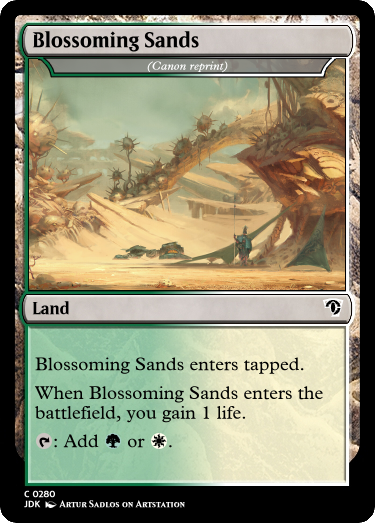 Blossoming Sands
(Canon reprint)
Land
Blossoming Sands enters tapped.
When Blossoming Sands enters the
battlefield, you gain 1 life.
: Add or .
C 0280
JDK Artur Sadlos on Artstation